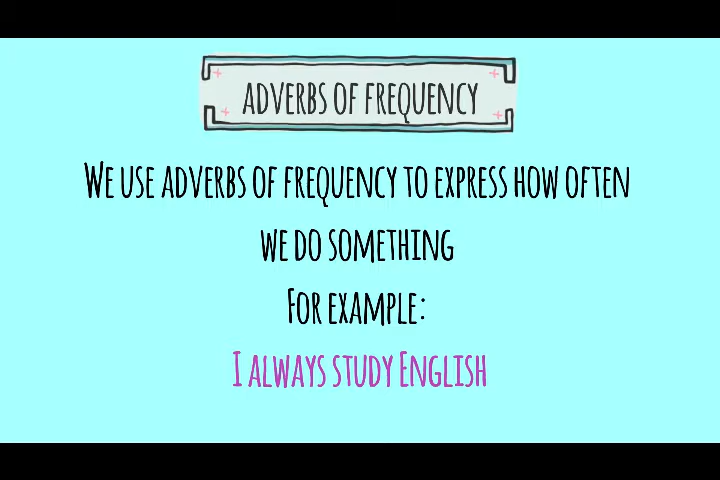 ADVERBS OF FREQUENCY
WE USE ADVERBS OF FREQUENCY TO EXPRESS HOW OFTEN
WE DO SOMETHING
FOR EXAMPLE:
I ALWAYS STUDY ENGLISH